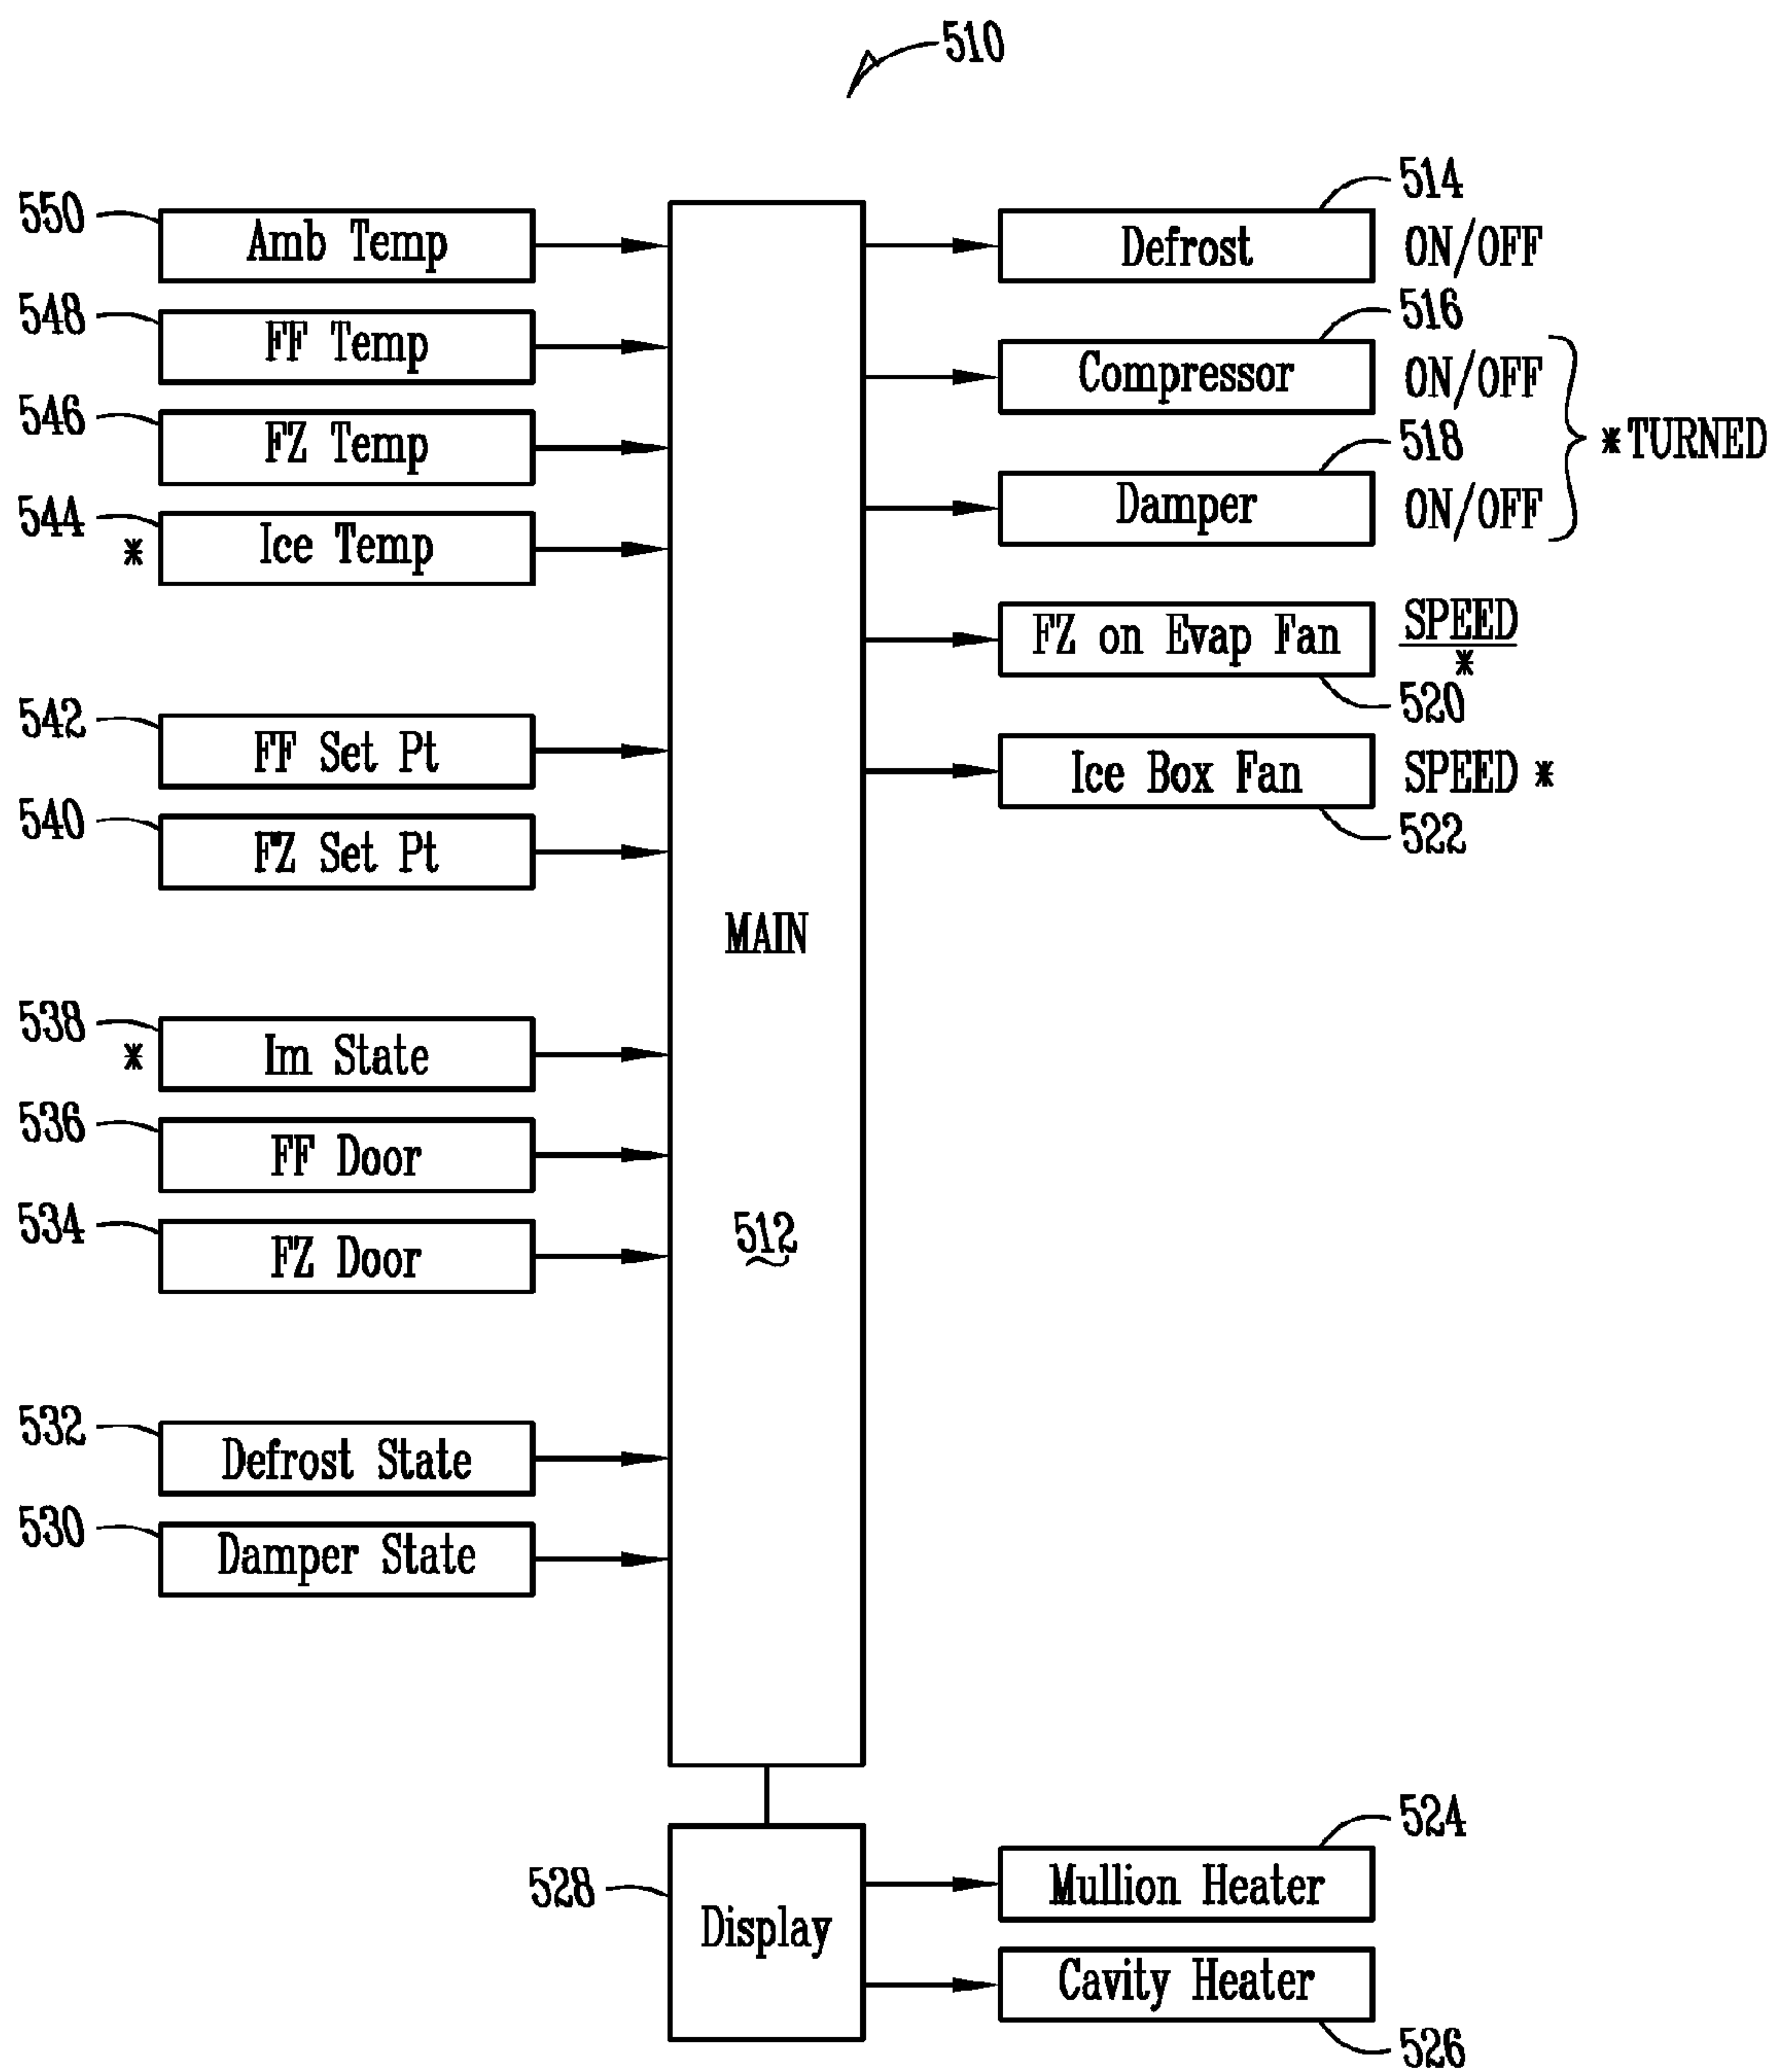 510
550
Amb Temp
548
FF Temp
546
FZ Temp
544
*
Ice Temp
542
FF Set Pt
540
FZ Set Pt
538
*
Im State
536
FF Door
534
FZ Door
532
Defrost State
530
Damper State
MAIN
512
514
Defrost
ON/OFF
516
Compressor
ON/OFF
518
Damper
ON/OFF
*TURNED
FZ on Evap Fan
SPEED
*
520
Ice Box Fan
SPEED *
522
528
Display
524
Mullion Heater
Cavity Heater
526